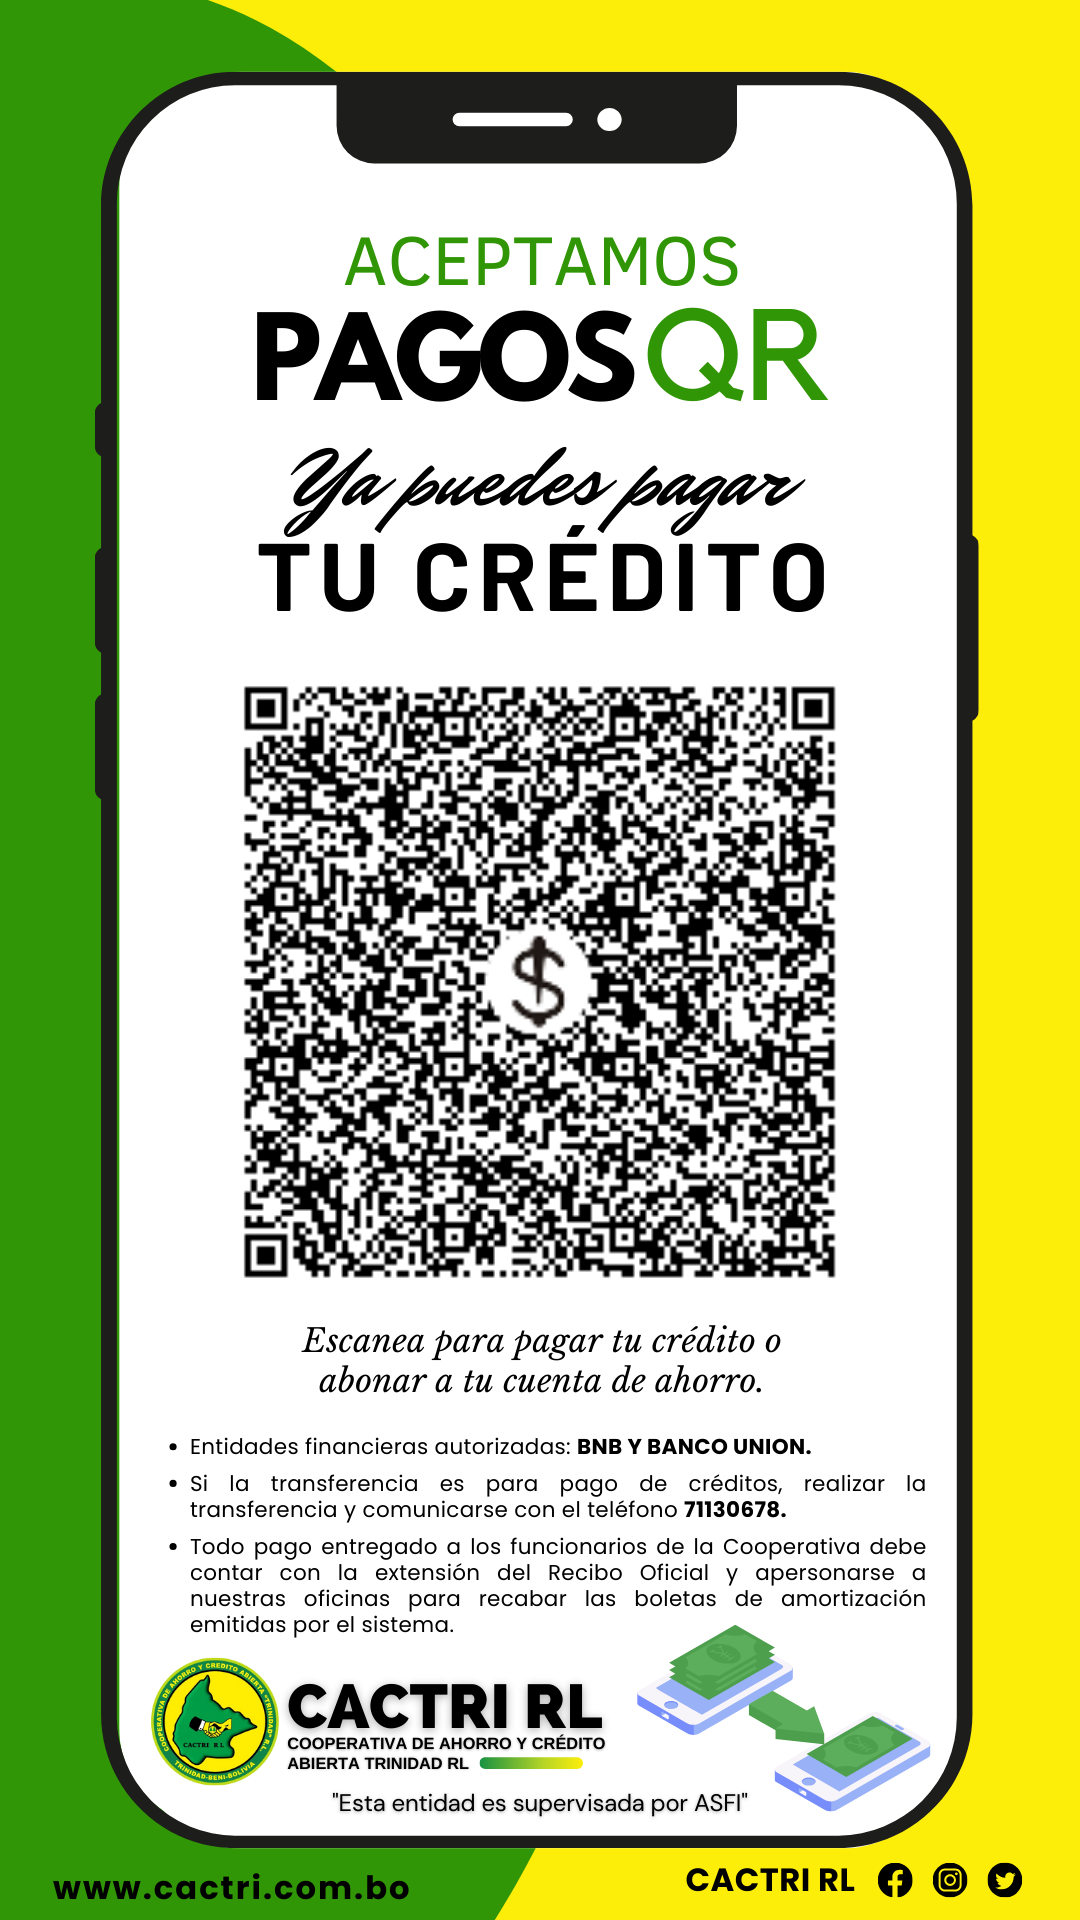 ACEPTAMOS
PAGOS QR
Ya puedes pagar
TU CRÉDITO
$
Escanea para pagar tu crédito o
abonar a tu cuenta de ahorro.
• Entidades financieras autorizadas: BNB Y BANCO UNION.
• Si la transferencia es para pago de créditos, realizar la
transferencia y comunicarse con el teléfono 71130678.
• Todo pago entregado a los funcionarios de la Cooperativa debe
contar con la extensión del Recibo Oficial y apersonarse a
nuestras oficinas para recabar las boletas de amortización
emitidas por el sistema.
COOPERATIVA DE AHORRO Y CREDITO ABIERTA "TRINIDAD" R.L.
CACTRI R L
TRINIDAD-BENI-BOLIVIA
CACTRI RL
COOPERATIVA DE AHORRO Y CRÉDITO
ABIERTA TRINIDAD RL
"Esta entidad es supervisada por ASFI"
www.cactri.com.bo
CACTRI RL